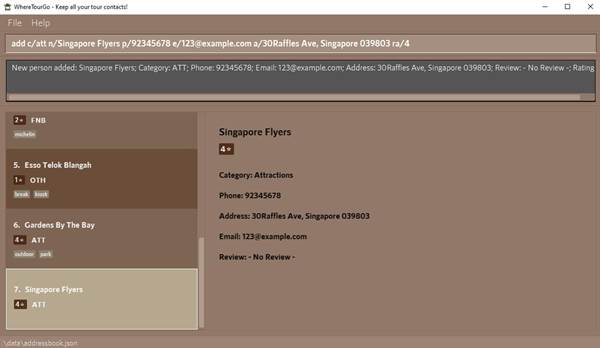 WhereTourGo - Keep all your tour contacts!
File Help
add c/att n/Singapore Flyers p/92345678 e/123@example.com a/30Raffles Ave, Singapore 039803 ra/4
New person added: Singapore Flyers; Category: ATT; Phone: 92345678; Email: 123@example.com; Address: 30Raffles Ave, Singapore 039803; Review: - No Review -; Rating
2★ FNB
michelin
5. Esso Telok Blangah
1★ OTH
break kiosk
6. Gardens By The Bay
4★ ATT
outdoor park
7. Singapore Flyers
4★ ATT
Singapore Flyers
4★
Category: Attractions
Phone: 92345678
Address: 30Raffles Ave, Singapore 039803
Email: 123@example.com
Review: - No Review -
.\data\addressbook.json